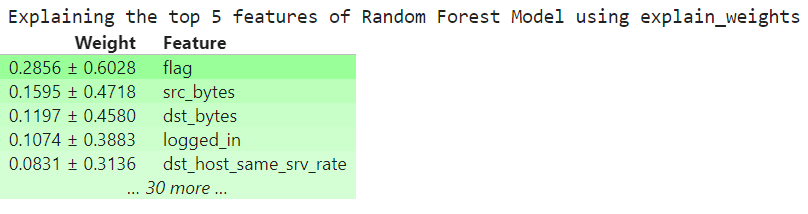 Explaining the top 5 features of Random Forest Model using explain_weights
Weight Feature
0.2856 ± 0.6028 flag
0.1595 ± 0.4718 src_bytes
0.1197 ± 0.4580 dst_bytes
0.1074 ± 0.3883 logged_in
0.0831 ± 0.3136 dst_host_same_srv_rate
... 30 more ...